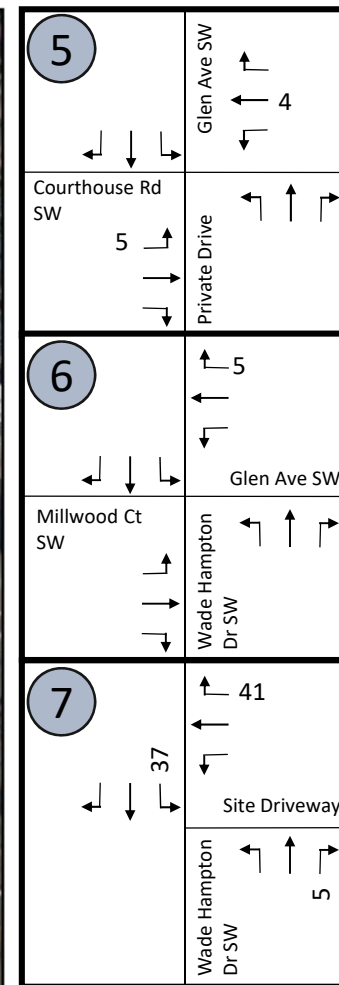 5
Glen Ave SW
4
Courthouse Rd
SW
5
Private Drive
6
5
Glen Ave SW
Millwood Ct
SW
Wade Hampton
Dr SW
7
41
37
Site Driveway
Wade Hampton
Dr SW
5